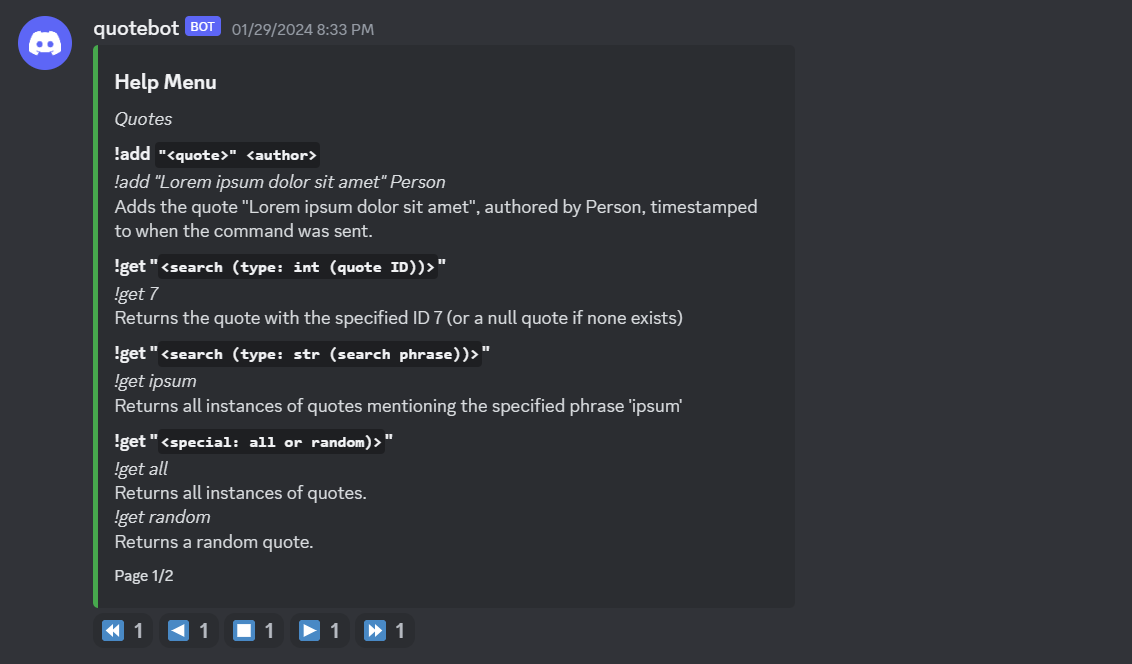 quotebot BOT 01/29/2024 8:33 PM
Help Menu
Quotes
!add "<quote>" <author>
!add "Lorem ipsum dolor sit amet" Person
Adds the quote "Lorem ipsum dolor sit amet", authored by Person, timestamped
to when the command was sent.
!get "<search (type: int (quote ID))>"
!get 7
Returns the quote with the specified ID 7 (or a null quote if none exists)
!get "<search (type: str (search phrase))>"
!get ipsum
Returns all instances of quotes mentioning the specified phrase 'ipsum'
!get "<special: all or random)>"
!get all
Returns all instances of quotes.
!get random
Returns a random quote.
Page 1/2
1 1 1 1 1